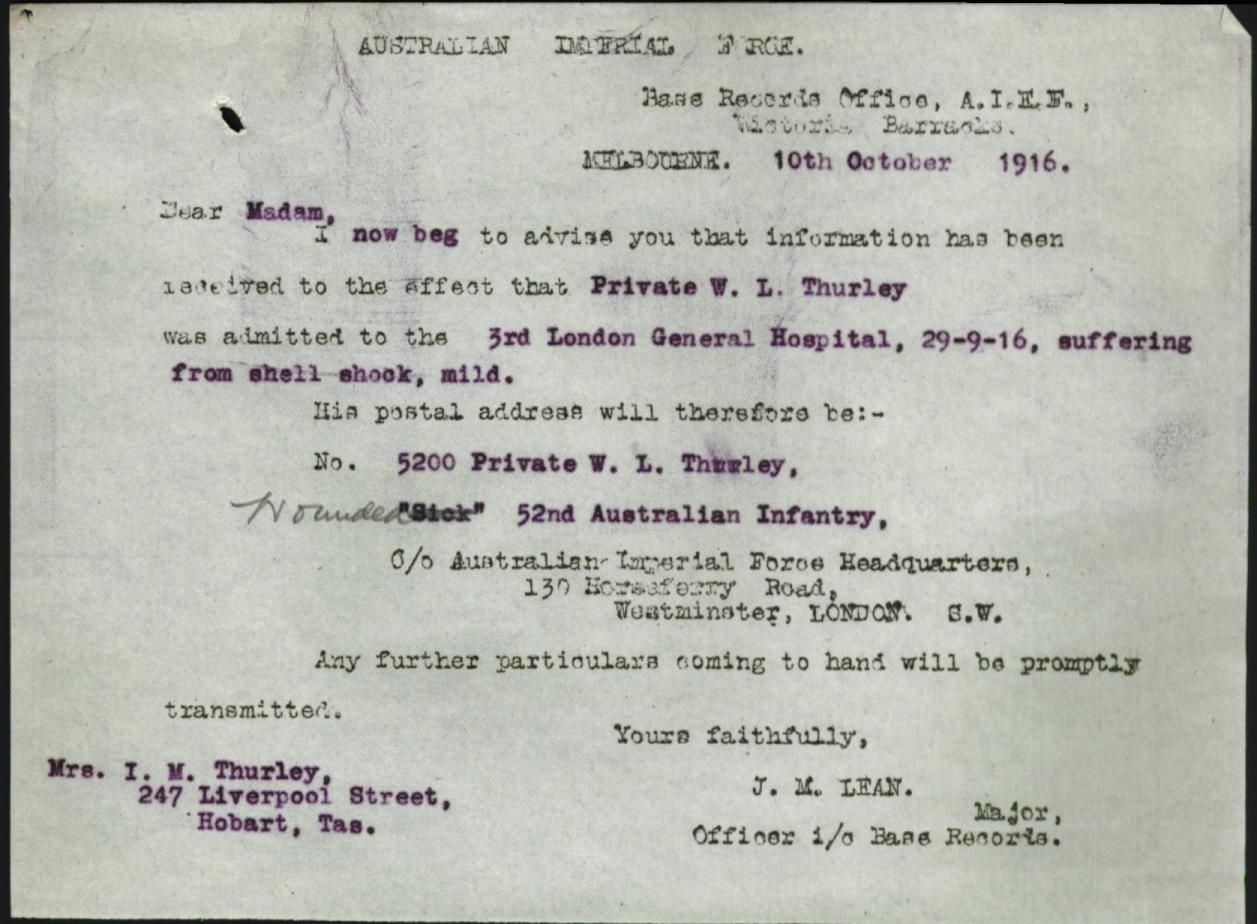 AUSTRALIAN IMPERIAL FORCE.
Base Records Office, A.I.E.F.,
Victoria Barracks.
MELBOURNE. 10th October 1916.
Dear Madam,
I now beg to advise you that information has been
received to the effect that Private W. L. Thurley
was admitted to the 3rd London General Hospital, 29-9-16, suffering
from shell shock, mild.
His postal address will therefore be:-
No. 5200 Private W. L. Thurley,
Wounded "Sick" 52nd Australian Infantry,
C/o Australian Imperial Force Headquarters,
130 Horseferry Road,
Westminster, LONDON. S.W.
Any further particulars coming to hand will be promptly
transmitted.
Yours faithfully,
Mrs. I. M. Thurley,
247 Liverpool Street,
Hobart, Tas.
J. M. LEAN.
Major,
Officer i/c Base Records.